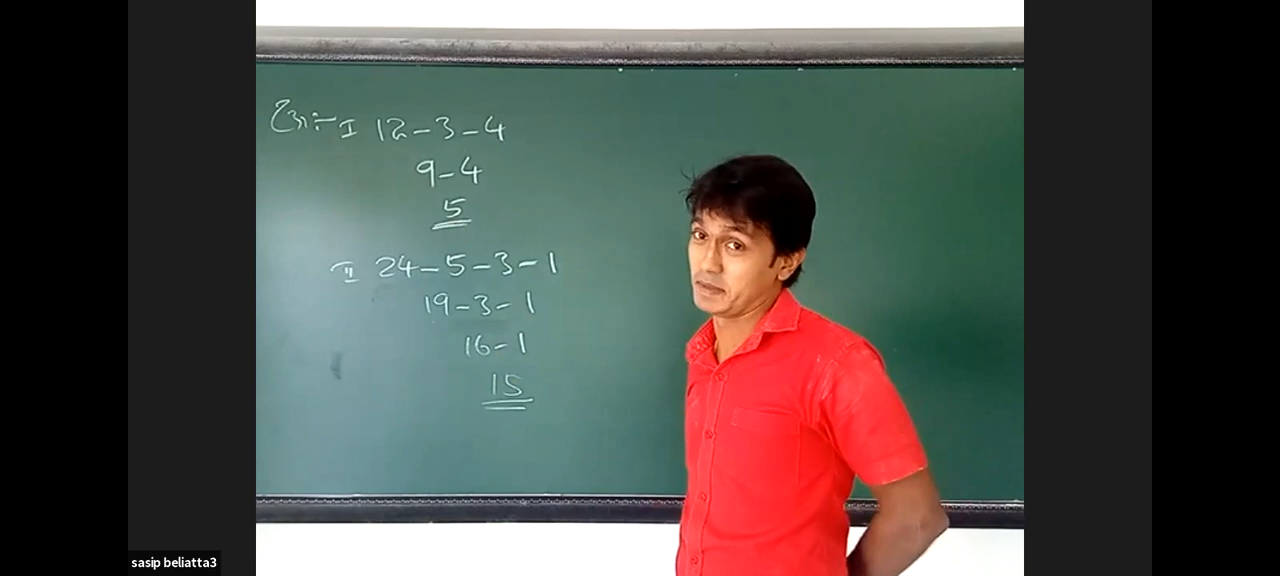 උදා:- I 12-3-4
9-4
5
II 24-5-3-1
19-3-1
16-1
15
sasip beliatta3